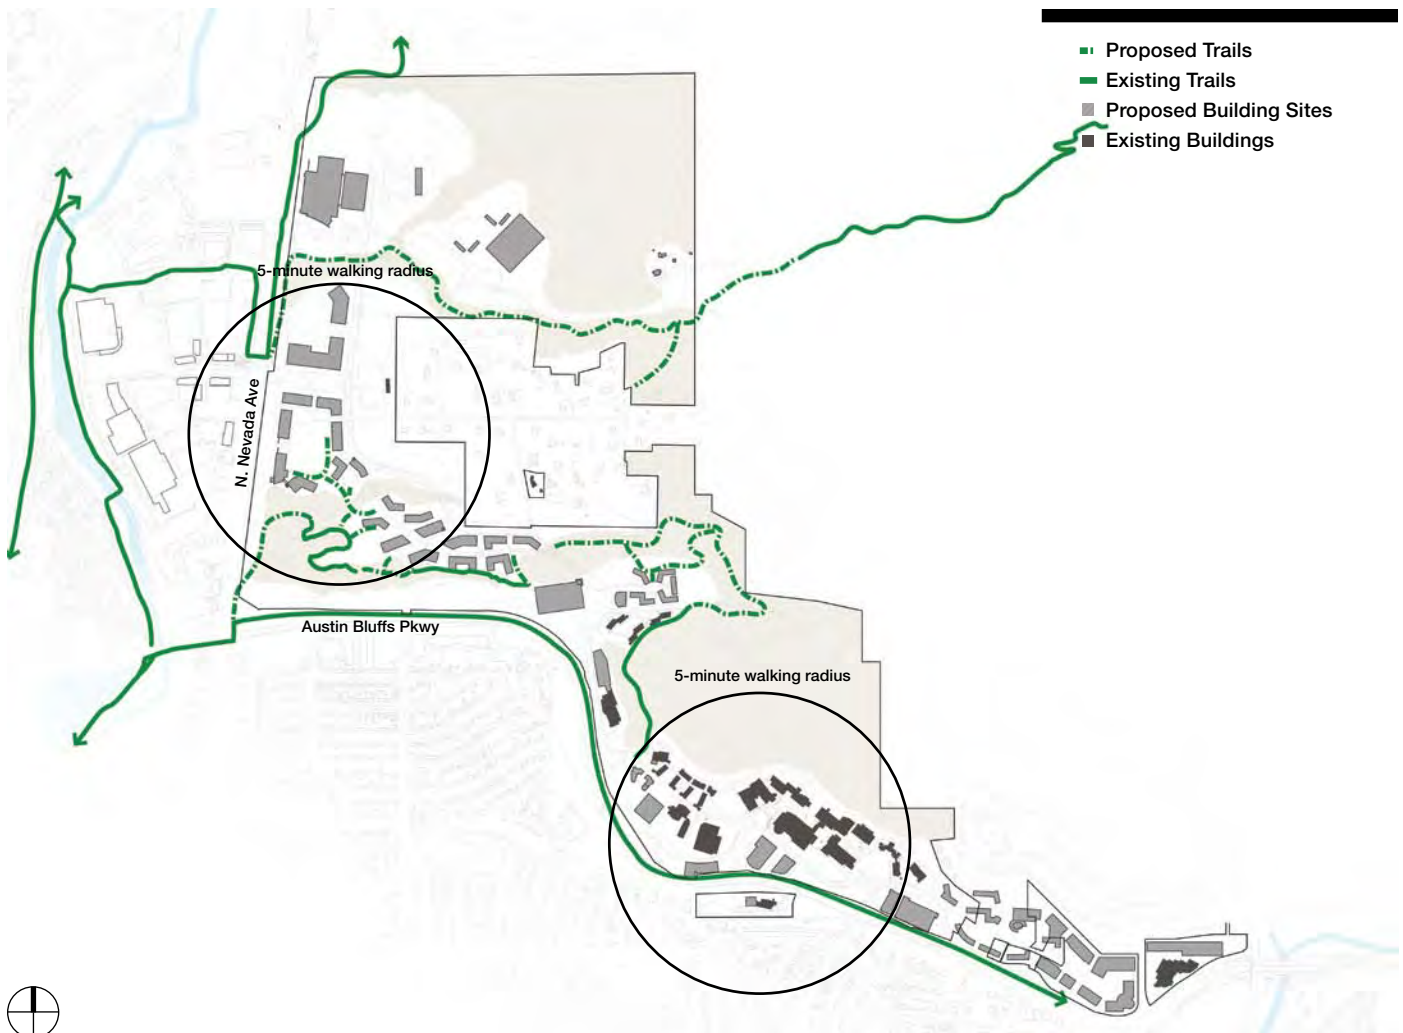 Proposed Trails
Existing Trails
Proposed Building Sites
Existing Buildings
5-minute walking radius
N. Nevada Ave
Austin Bluffs Pkwy
5-minute walking radius